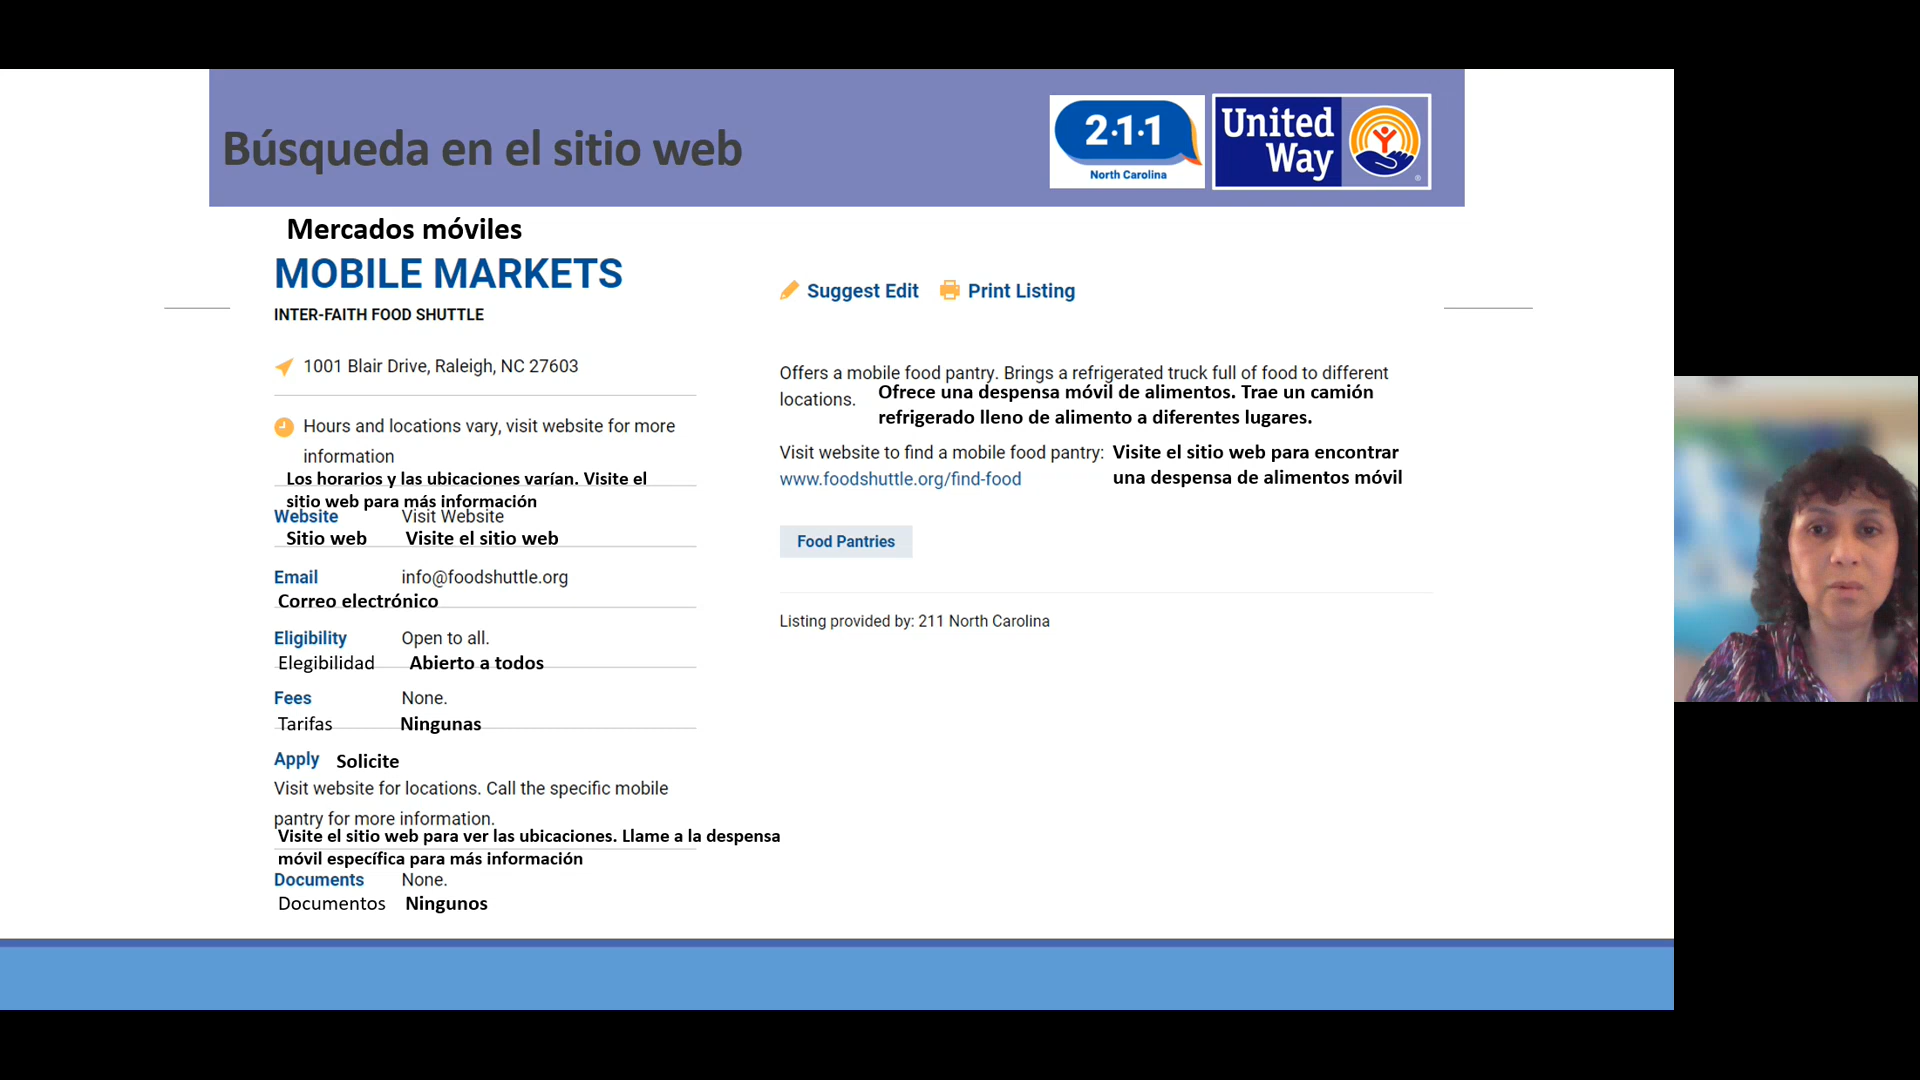 Búsqueda en el sitio web
2·1·1
North Carolina
United
Way
®
Mercados móviles
MOBILE MARKETS
INTER-FAITH FOOD SHUTTLE
1001 Blair Drive, Raleigh, NC 27603
Hours and locations vary, visit website for more
information
Los horarios y las ubicaciones varían. Visite el
sitio web para más información
Website Visit Website
Sitio web Visite el sitio web
Email info@foodshuttle.org
Correo electrónico
Eligibility Open to all.
Elegibilidad Abierto a todos
Fees None.
Tarifas Ningunas
Apply Solicite
Visit website for locations. Call the specific mobile
pantry for more information.
Visite el sitio web para ver las ubicaciones. Llame a la despensa
móvil específica para más información
Documents None.
Documentos Ningunos
Suggest Edit Print Listing
Offers a mobile food pantry. Brings a refrigerated truck full of food to different
locations.
Ofrece una despensa móvil de alimentos. Trae un camión
refrigerado lleno de alimento a diferentes lugares.
Visit website to find a mobile food pantry:
www.foodshuttle.org/find-food
Visite el sitio web para encontrar
una despensa de alimentos móvil
Food Pantries
Listing provided by: 211 North Carolina